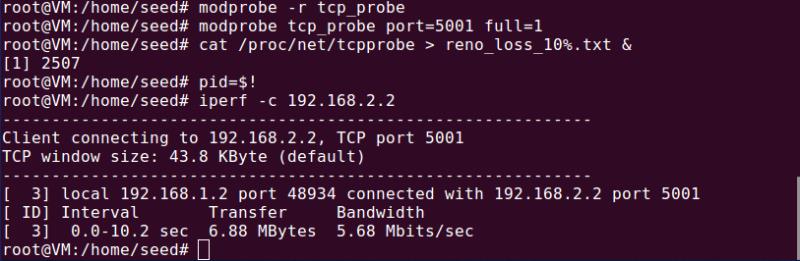 root@VM:/home/seed# modprobe -r tcp_probe
root@VM:/home/seed# modprobe tcp_probe port=5001 full=1
root@VM:/home/seed# cat /proc/net/tcpprobe > reno_loss_10%.txt &
[1] 2507
root@VM:/home/seed# pid=$!
root@VM:/home/seed# iperf -c 192.168.2.2
------------------------------------------------------------
Client connecting to 192.168.2.2, TCP port 5001
TCP window size: 43.8 KByte (default)
------------------------------------------------------------
[  3] local 192.168.1.2 port 48934 connected with 192.168.2.2 port 5001
[ ID] Interval       Transfer     Bandwidth
[  3]  0.0-10.2 sec  6.88 MBytes  5.68 Mbits/sec
root@VM:/home/seed#